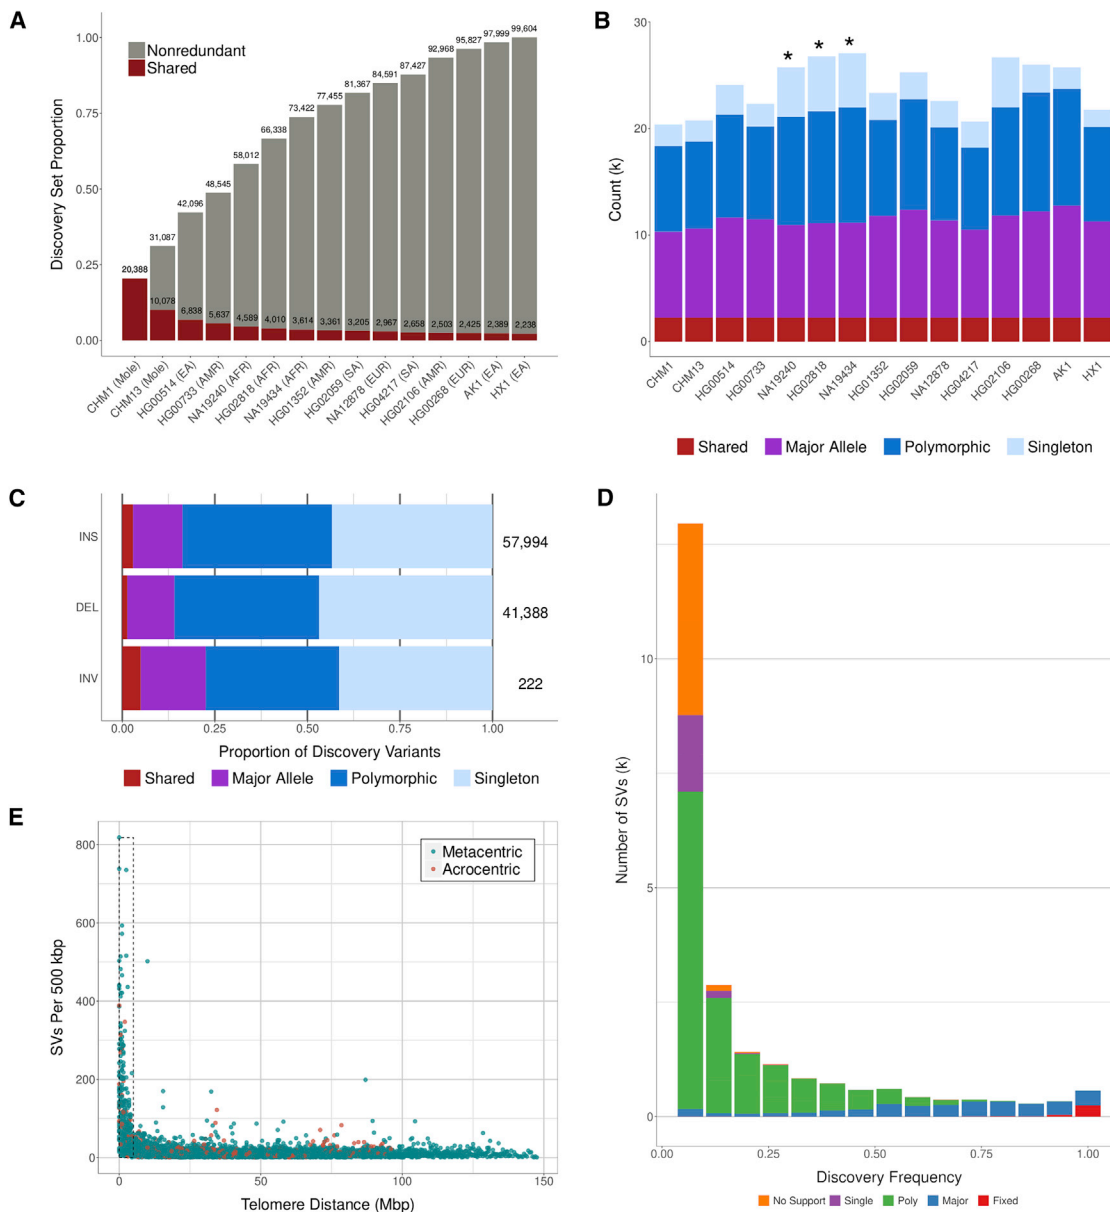 A
Discovery Set Proportion
1.00
0.75
0.50
0.25
0.00
Nonredundant
Shared
20,388
31,087
42,096
48,545
58,012
66,338
73,422
77,455
81,367
84,591
87,427
92,968
95,827
97,999
99,604
10,078
6,838
5,637
4,589
4,010
3,614
3,361
3,205
2,967
2,658
2,503
2,425
2,389
2,238
CHM1 (Mole)
CHM13 (Mole)
HG00514 (EA)
HG00733 (AMR)
NA19240 (AFR)
HG02818 (AFR)
NA19434 (AFR)
HG01352 (AMR)
HG02059 (SA)
NA12878 (EUR)
HG04217 (SA)
HG02106 (AMR)
HG00268 (EUR)
AK1 (EA)
HX1 (EA)
B
Count (k)
30
20
10
0
* * *
CHM1
CHM13
HG00514
HG00733
NA19240
HG02818
NA19434
HG01352
HG02059
NA12878
HG04217
HG02106
HG00268
AK1
HX1
Shared Major Allele Polymorphic Singleton
C
INS
DEL
INV
57,994
41,388
222
0.00 0.25 0.50 0.75 1.00
Proportion of Discovery Variants
Shared Major Allele Polymorphic Singleton
D
Number of SVs (k)
10
5
0
0.00 0.25 0.50 0.75 1.00
Discovery Frequency
No Support Single Poly Major Fixed
E
SVs Per 500 kbp
800
600
400
200
0
Metacentric
Acrocentric
0 50 100 150
Telomere Distance (Mbp)